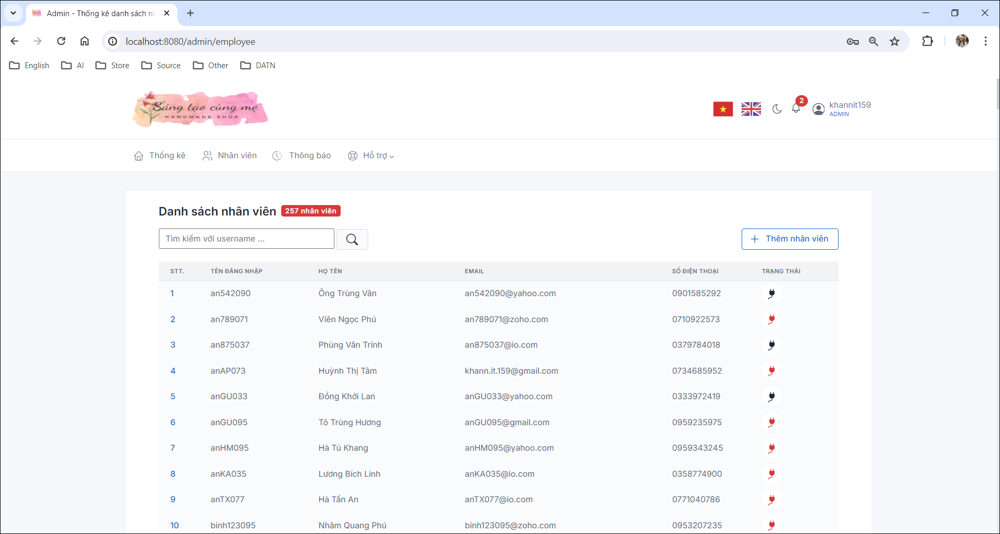 Admin - Thống kê danh sách nh
localhost:8080/admin/employee
English AI Store Source Other DATN
Sáng tạo cùng mẹ
HANDMADE SHOP
2
khannit159
ADMIN
Thống kê Nhân viên Thông báo Hỗ trợ
Danh sách nhân viên 257 nhân viên
Tìm kiếm với username ...
Thêm nhân viên
STT. TÊN ĐĂNG NHẬP HỌ TÊN EMAIL SỐ ĐIỆN THOẠI TRẠNG THÁI
1 an542090 Ông Trùng Vân an542090@yahoo.com 0901585292
2 an789071 Viên Ngọc Phú an789071@zoho.com 0710922573
3 an875037 Phùng Vân Trinh an875037@io.com 0379784018
4 anAP073 Huỳnh Thị Tâm khann.it.159@gmail.com 0734685952
5 anGU033 Đồng Khởi Lan anGU033@yahoo.com 0333972419
6 anGU095 Tô Trùng Hương anGU095@gmail.com 0959235975
7 anHM095 Hà Tú Khang anHM095@yahoo.com 0959343245
8 anKA035 Lương Bích Linh anKA035@io.com 0358774900
9 anTX077 Hà Tấn An anTX077@io.com 0771040786
10 binh123095 Nhâm Quang Phú binh123095@zoho.com 0953207235